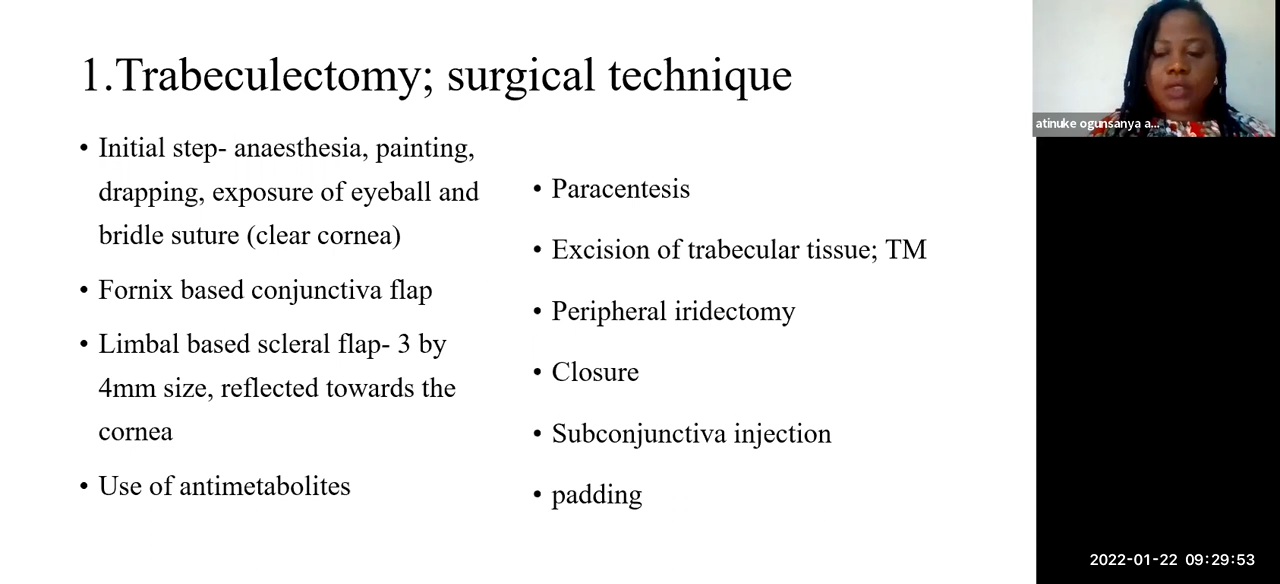 1.Trabeculectomy; surgical technique
• Initial step- anaesthesia, painting,
drapping, exposure of eyeball and
bridle suture (clear cornea)
• Fornix based conjunctiva flap
• Limbal based scleral flap- 3 by
4mm size, reflected towards the
cornea
• Use of antimetabolites
• Paracentesis
• Excision of trabecular tissue; TM
• Peripheral iridectomy
• Closure
• Subconjunctiva injection
• padding
atinuke ogunsanya a...
2022-01-22 09:29:53